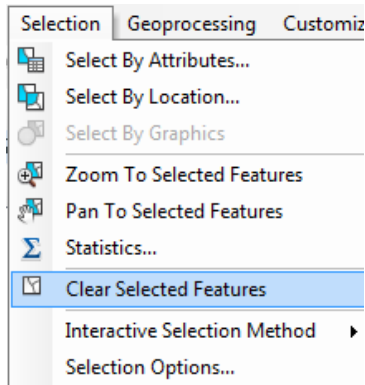 Selection Geoprocessing Customiz
Select By Attributes...
Select By Location...
Select By Graphics
Zoom To Selected Features
Pan To Selected Features
Σ Statistics...
Clear Selected Features
Interactive Selection Method
Selection Options...